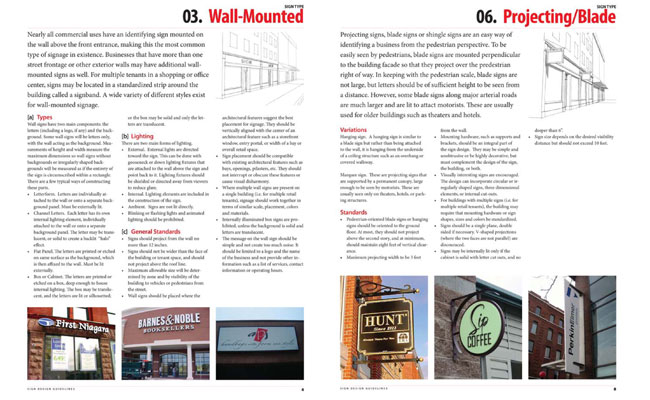 SIGN TYPE
03. Wall-Mounted
Nearly all commercial uses have an identifying sign mounted on
the wall above the front entrance, making this the most common
type of signage in existence. Businesses that have more than one
street frontage or other exterior walls may have additional wall-
mounted signs as well. For multiple tenants in a shopping or office
center, signs may be located in a standardized strip around the
building called a signband. A wide variety of different styles exist
for wall-mounted signage.
[a] Types
Wall signs have two main components: the
letters (including a logo, if any) and the back-
ground. Some wall signs will be letters only,
with the wall acting as the background. Mea-
surements of height and width measure the
maximum dimensions so wall signs without
backgrounds or irregularly shaped back-
grounds will be measured as if the entirety of
the sign is circumscribed within a rectangle.
There are a few typical ways of constructing
these parts.
• Letterform. Letters are individually at-
tached to the wall or onto a separate back-
ground panel. Must be externally lit.
• Channel Letters. Each letter has its own
internal lighting element, individually
attached to the wall or onto a separate
background panel. The letter may be trans-
lucent, or solid to create a backlit "halo"
effect.
• Flat Panel. The letters are printed or etched
on same surface as the background, which
is then affixed to the wall. Must be lit
externally.
• Box or Cabinet. The letters are printed or
etched on a box, deep enough to house
internal lighting. The box may be translu-
cent, and the letters are lit or silhouetted.
or the box may be solid and only the let-
ters are translucent.
[b] Lighting
There are two main forms of lighting.
• External. External lights are directed
toward the sign. This can be done with
gooseneck or down lighting fixtures that
are attached to the wall above the sign and
point back to it. Lighting fixtures should
be shielded or directed away from viewers
to reduce glare.
• Internal. Lighting elements are included in
the construction of the sign.
• Ambient. Signs are not lit directly.
• Blinking or flashing lights and animated
lighting should be prohibited.
[c] General Standards
• Signs should project from the wall no
more than 12 inches.
• Signs should not be wider than the face of
the building or tenant space, and should
not project above the roof line.
• Maximum allowable size will be deter-
mined by zone and by visibility of the
building to vehicles or pedestrians from
the street.
• Wall signs should be placed where the
architectural features suggest the best
placement for signage. They should be
vertically aligned with the center of an
architectural feature such as a storefront
window, entry portal, or width of a bay or
overall retail space.
• Sign placement should be compatible
with existing architectural features such as
bays, openings, pilasters, etc. They should
not interrupt or obscure these features or
cause visual disharmony.
• Where multiple wall signs are present on
a single building (i.e. for multiple retail
tenants), signage should work together in
terms of similar scale, placement, colors
and materials.
• Internally illuminated box signs are pro-
hibited, unless the background is solid and
letters are translucent.
• The message on the wall sign should be
simple and not create too much noise. It
should be limited to a logo and the name
of the business and not provide other in-
formation such as a list of services, contact
information or operating hours.
First Niagara
BARNES&NOBLE
BOOKSELLERS
SIGN DESIGN GUIDELINES
SIGN TYPE
06. Projecting/Blade
Projecting signs, blade signs or shingle signs are an easy way of
identifying a business from the pedestrian perspective. To be
easily seen by pedestrians, blade signs are mounted perpendicular
to the building facade so that they project over the pedestrian
right of way. In keeping with the pedestrian scale, blade signs are
not large, but letters should be of sufficient height to be seen from
a distance. However, some blade signs along major arterial roads
are much larger and are lit to attract motorists. These are usually
used for older buildings such as theaters and hotels.
Variations
Hanging sign. A hanging sign is similar to
a blade sign but rather than being attached
to the wall, it is hanging from the underside
of a ceiling structure such as an overhang or
covered walkway.
Marquee sign. These are projecting signs that
are supported by a permanent canopy large
enough to be seen by motorists. These are
usually seen only on theaters, hotels, or park-
ing structures.
Standards
• Pedestrian-oriented blade signs or hanging
signs should be oriented to the ground
floor. At most, they should not project
above the second story, and at minimum,
should maintain eight feet of vertical clear-
ance.
• Maximum projecting width to be 3 feet
from the wall.
• Mounting hardware, such as supports and
brackets, should be an integral part of
the sign design. They may be simple and
unobtrusive or be highly decorative, but
must complement the design of the sign,
the building, or both.
• Visually interesting signs are encouraged.
The design can incorporate circular or ir-
regularly shaped signs, three dimensional
elements, or internal cut-outs.
• For buildings with multiple signs (i.e. for
multiple retail tenants), the building may
require that mounting hardware or sign
shapes, sizes and colors be standardized.
• Signs should be a single plane, double
sided if necessary. V-shaped projections
(where the two faces are not parallel) are
discouraged.
• Signs may be internally lit only if the
cabinet is solid with letter cut outs, and no
deeper than 6".
• Sign size depends on the desired visibility
distance but should not exceed 10 feet.
HUNT
Since 1911
Sip
COFFEE
PerkinElmer
SIGN DESIGN GUIDELINES